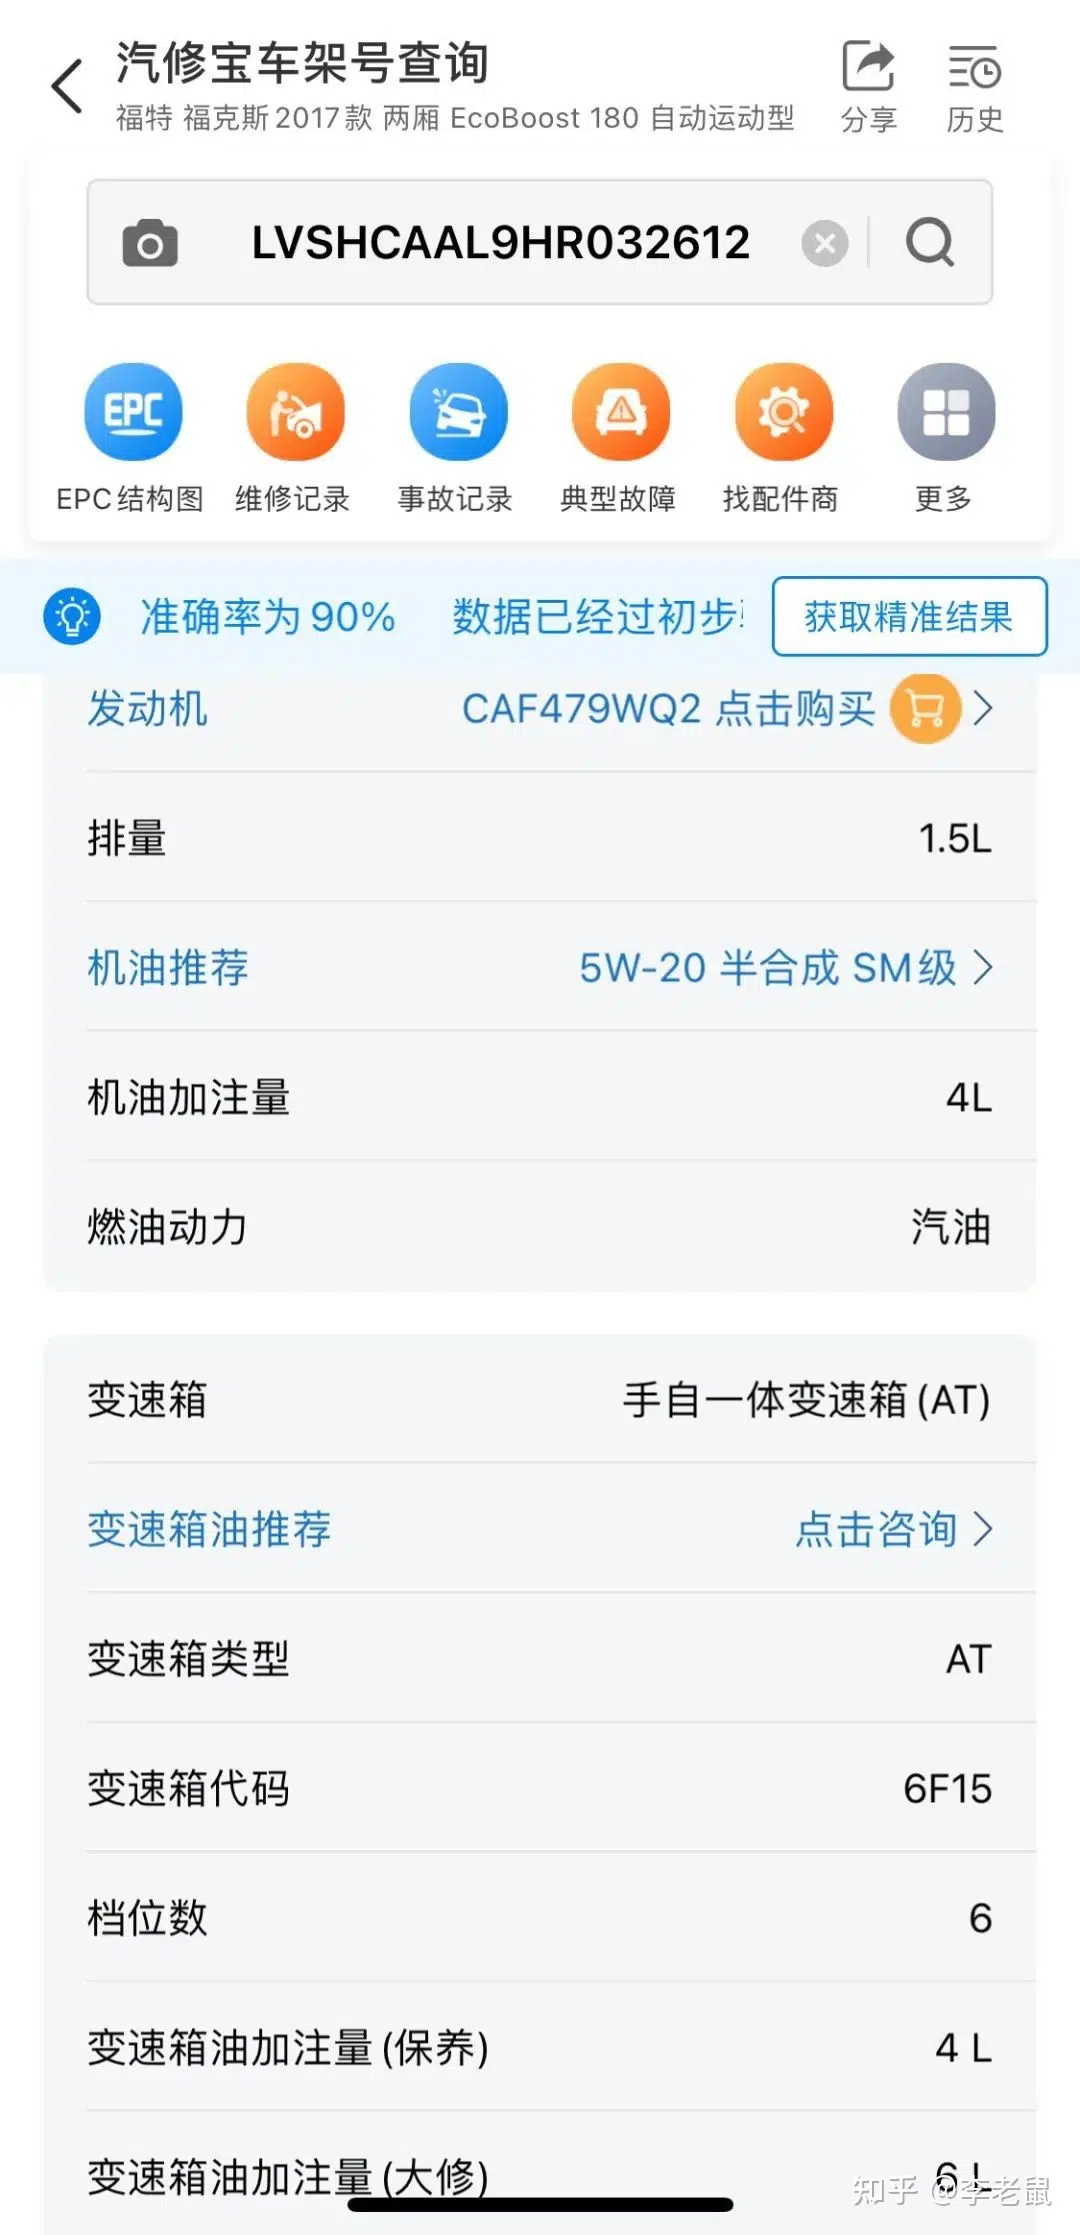 汽修宝车架号查询
福特 福克斯2017款 两厢 EcoBoost 180 自动运动型
分享
历史
LVSHCAAL9HR032612
EPC
EPC结构图 维修记录 事故记录 典型故障 找配件商 更多
准确率为90% 数据已经过初步 获取精准结果
发动机 CAF479WQ2 点击购买
排量 1.5L
机油推荐 5W-20 半合成 SM级
机油加注量 4L
燃油动力 汽油
变速箱 手自一体变速箱(AT)
变速箱油推荐 点击咨询
变速箱类型 AT
变速箱代码 6F15
档位数 6
变速箱油加注量(保养) 4 L
变速箱油加注量(大修) 6 L
知乎 @李老鼠